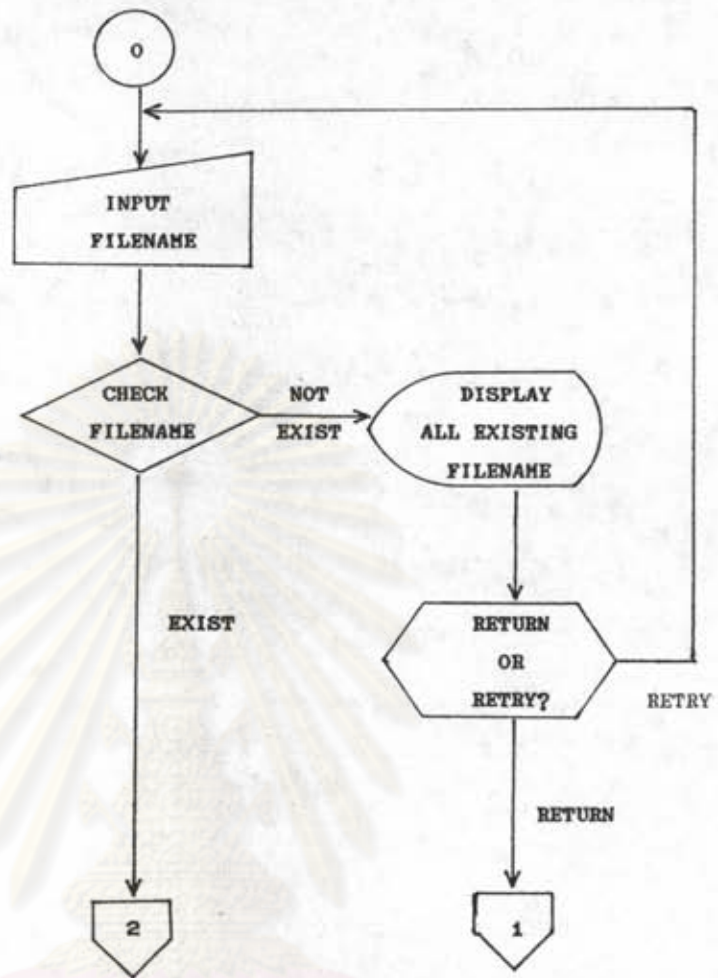 0
INPUT
FILENAME
CHECK
FILENAME
NOT
EXIST
DISPLAY
ALL EXISTING
FILENAME
EXIST
RETURN
OR
RETRY?
RETRY
RETURN
2
1